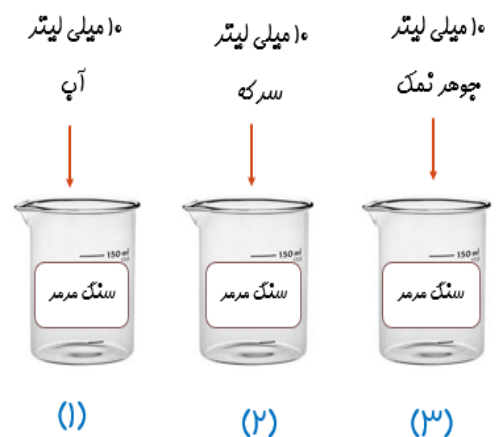 ۱۰ میلی لیتر
۱۰ میلی لیتر
۱۰ میلی لیتر
جوهر نمک
سرکه
آب
150 ml
150 ml
150 ml
سنگ مرمر
سنگ مرمر
سنگ مرمر
(۳)
(۲)
(۱)